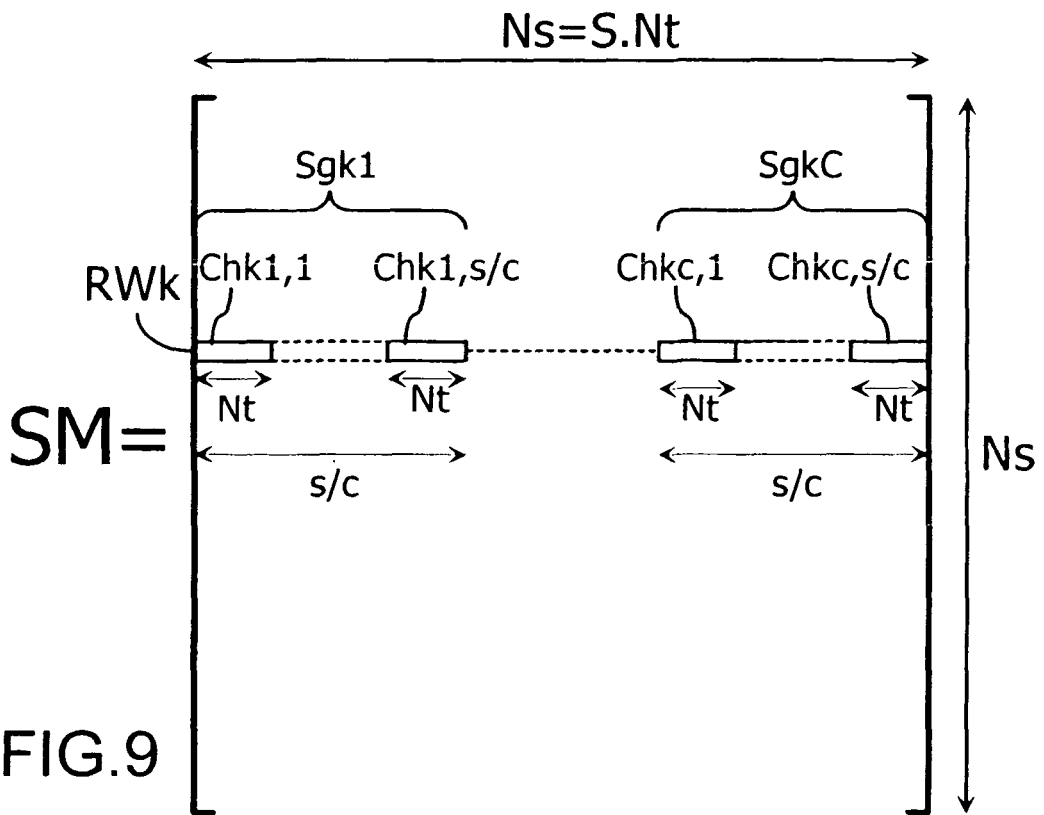 Ns=S.Nt
Sgk1 SgkC
RWk Chk1,1 Chk1,s/c Chkc,1 Chkc,s/c
Nt Nt Nt Nt
SM= Ns
s/c s/c
FIG.9